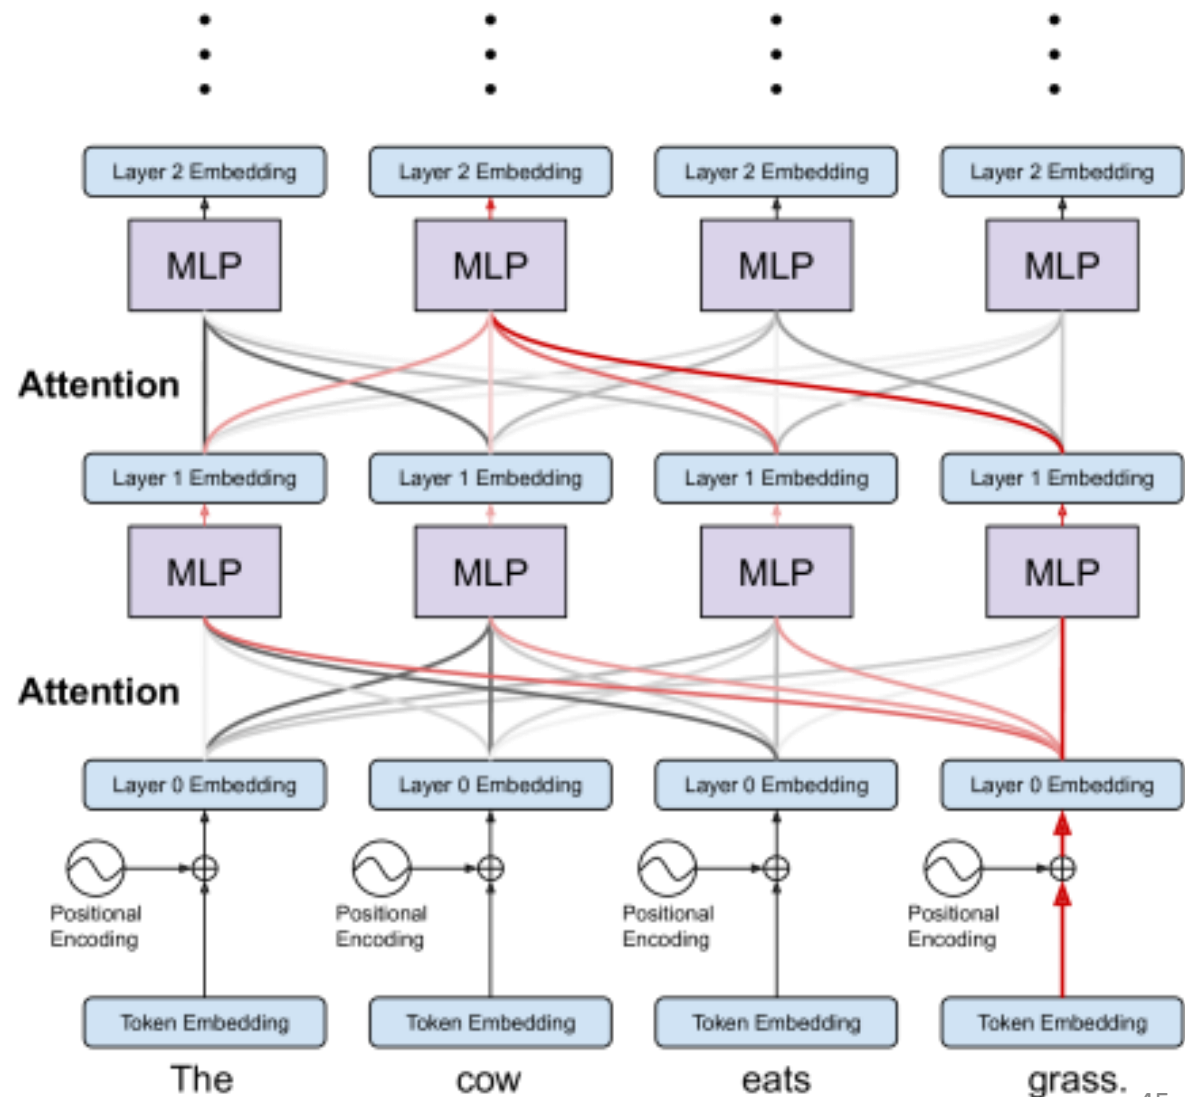 Layer 2 Embedding Layer 2 Embedding Layer 2 Embedding Layer 2 Embedding
MLP MLP MLP MLP
Attention
Layer 1 Embedding Layer 1 Embedding Layer 1 Embedding Layer 1 Embedding
MLP MLP MLP MLP
Attention
Layer 0 Embedding Layer 0 Embedding Layer 0 Embedding Layer 0 Embedding
Positional Positional Positional Positional
Encoding Encoding Encoding Encoding
Token Embedding Token Embedding Token Embedding Token Embedding
The cow eats grass.